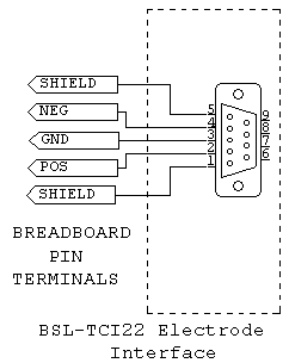 SHIELD
NEG
GND
POS
SHIELD
5
4
3
2
1
9
8
7
6
BREADBOARD
PIN
TERMINALS
BSL-TCI22 Electrode
Interface